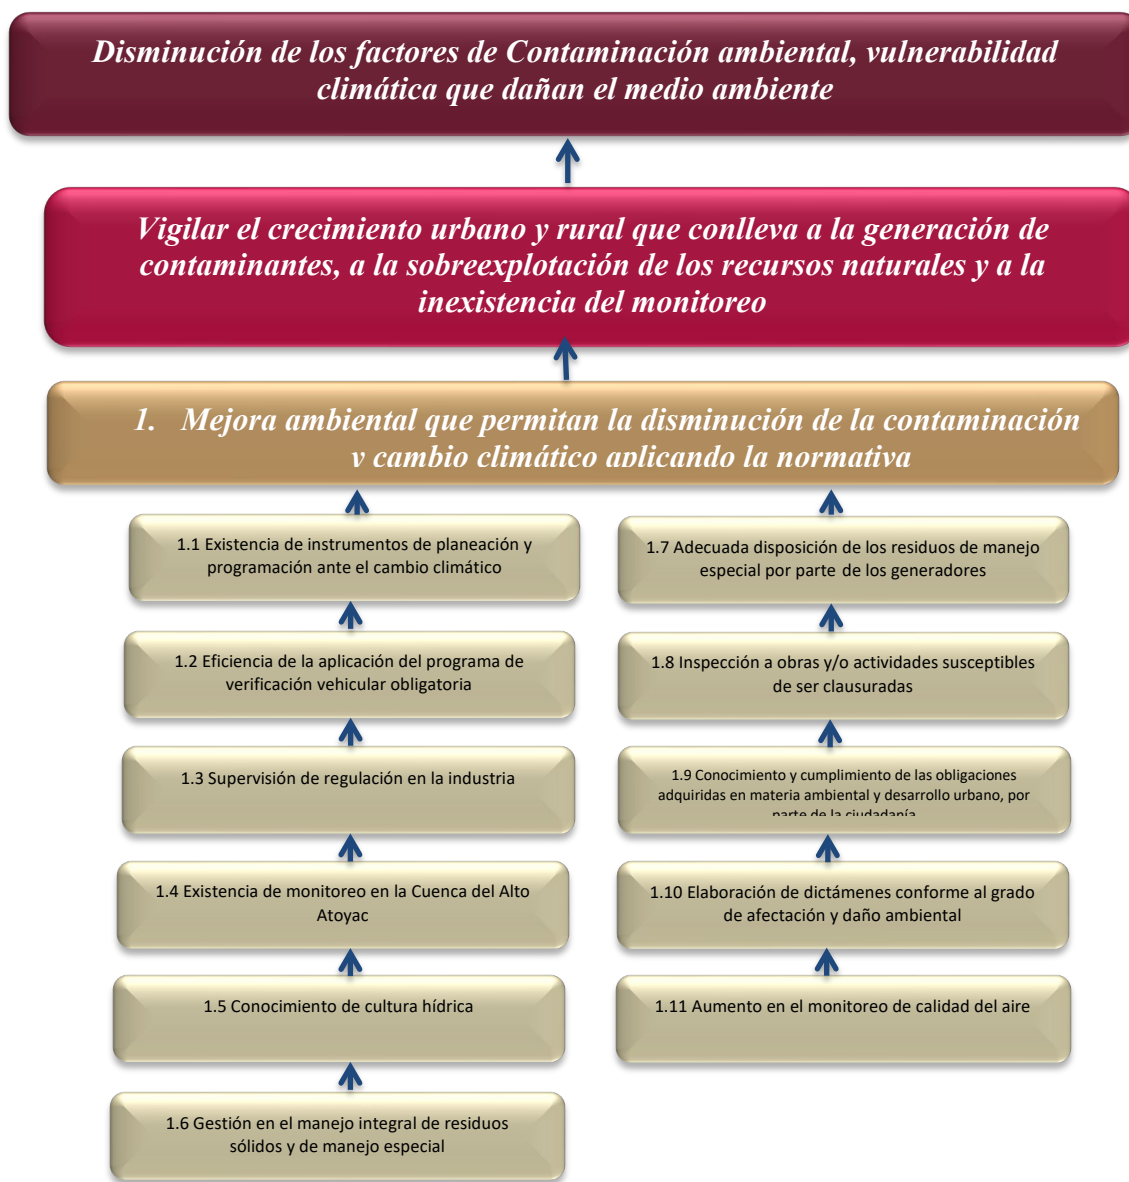 Disminución de los factores de Contaminación ambiental, vulnerabilidad
climática que dañan el medio ambiente
Vigilar el crecimiento urbano y rural que conlleva a la generación de
contaminantes, a la sobreexplotación de los recursos naturales y a la
inexistencia del monitoreo
1. Mejora ambiental que permitan la disminución de la contaminación
y cambio climático aplicando la normativa
1.1 Existencia de instrumentos de planeación y
programación ante el cambio climático
1.2 Eficiencia de la aplicación del programa de
verificación vehicular obligatoria
1.3 Supervisión de regulación en la industria
1.4 Existencia de monitoreo en la Cuenca del Alto
Atoyac
1.5 Conocimiento de cultura hídrica
1.6 Gestión en el manejo integral de residuos
sólidos y de manejo especial
1.7 Adecuada disposición de los residuos de manejo
especial por parte de los generadores
1.8 Inspección a obras y/o actividades susceptibles
de ser clausuradas
1.9 Conocimiento y cumplimiento de las obligaciones
adquiridas en materia ambiental y desarrollo urbano, por
parte de la ciudadanía
1.10 Elaboración de dictámenes conforme al grado
de afectación y daño ambiental
1.11 Aumento en el monitoreo de calidad del aire